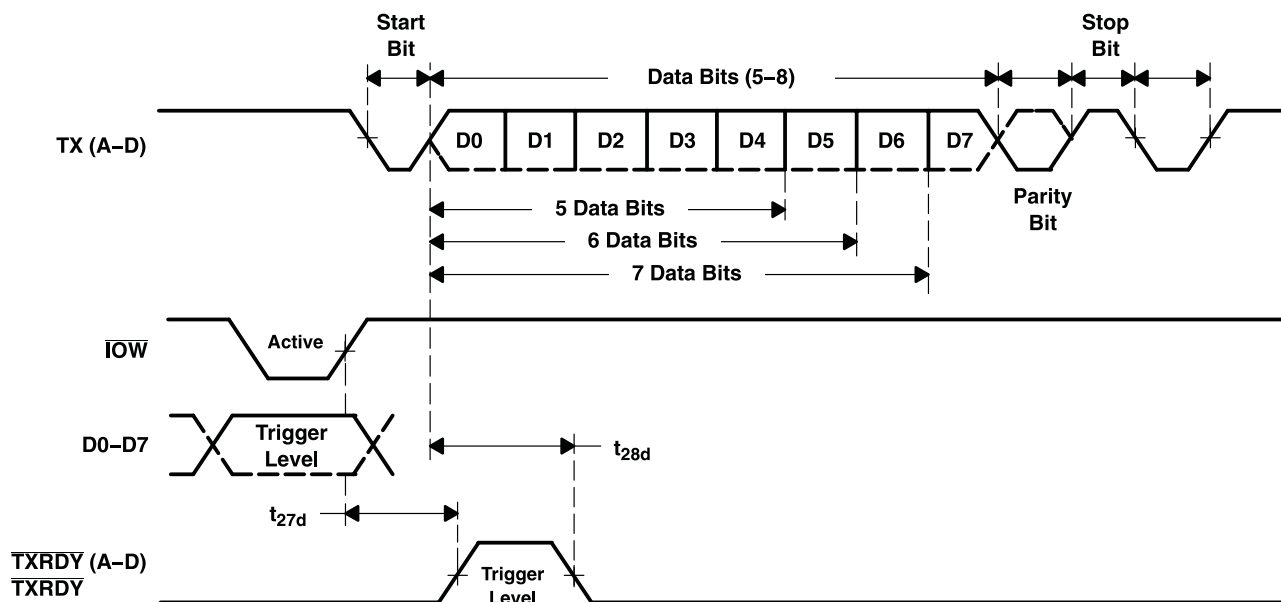 Start
Bit
Stop
Bit
Data Bits (5–8)
TX (A–D)
D0 D1 D2 D3 D4 D5 D6 D7
Parity
Bit
5 Data Bits
6 Data Bits
7 Data Bits
IOW
Active
D0–D7
Trigger
Level
t28d
t27d
TXRDY (A–D)
TXRDY
Trigger
Level